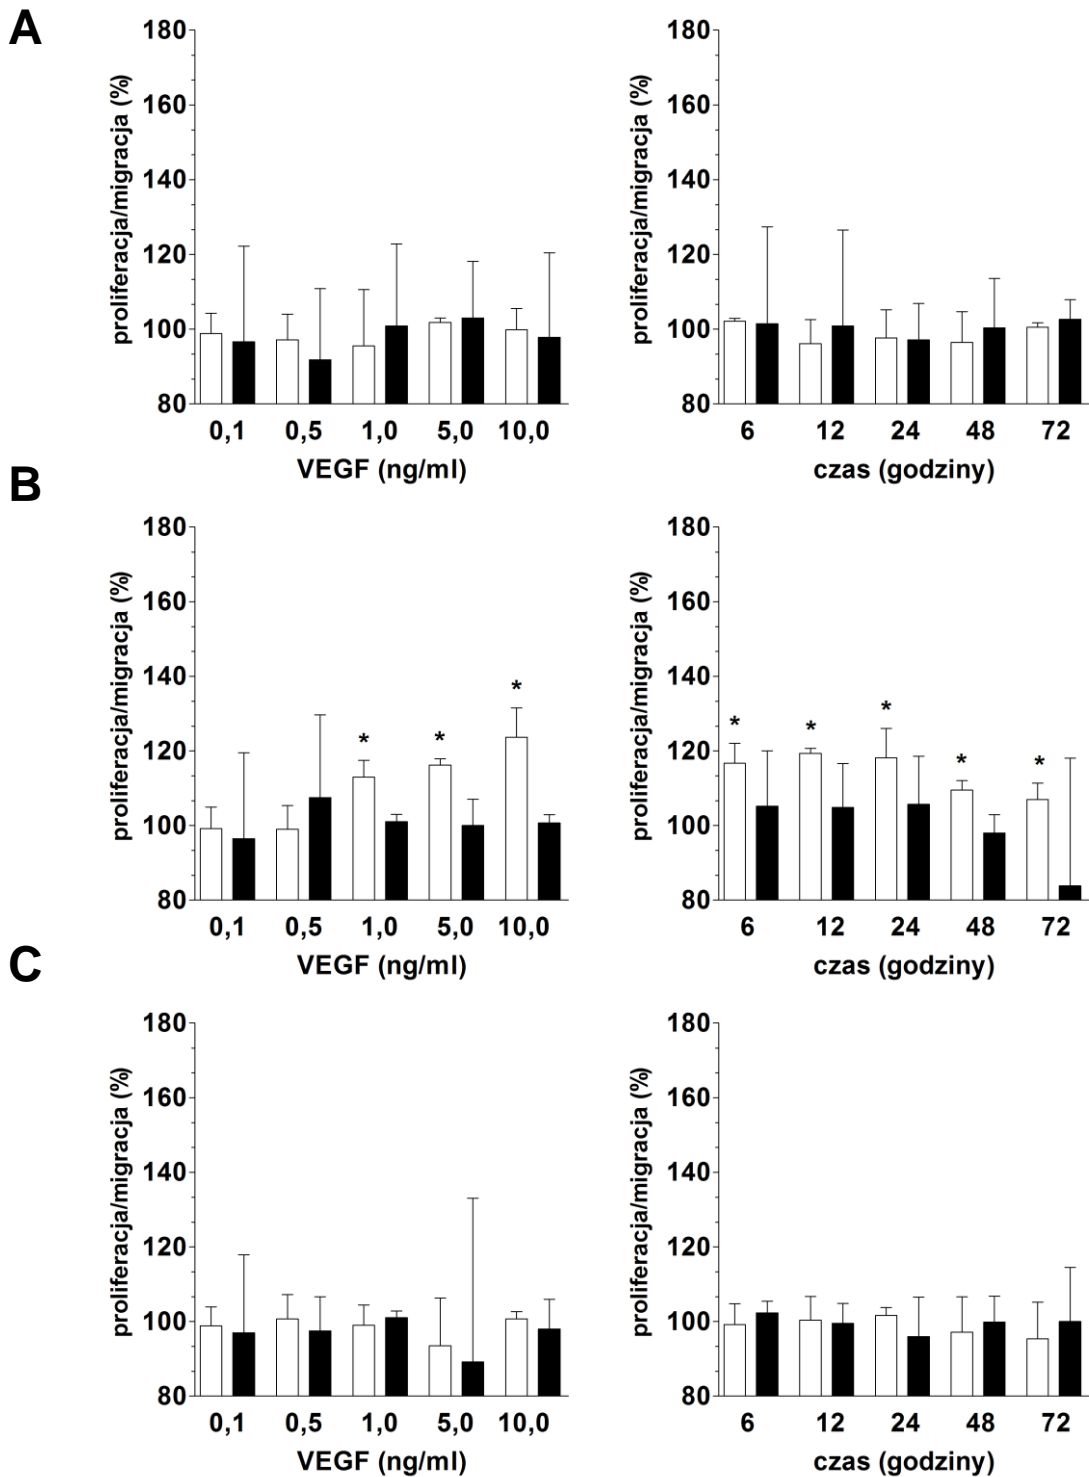 A
180
160
140
120
100
80
proliferacja/migracja (%)
0,1 0,5 1,0 5,0 10,0
VEGF (ng/ml)
180
160
140
120
100
80
proliferacja/migracja (%)
6 12 24 48 72
czas (godziny)
B
180
160
140
120
100
80
proliferacja/migracja (%)
* * *
0,1 0,5 1,0 5,0 10,0
VEGF (ng/ml)
180
160
140
120
100
80
proliferacja/migracja (%)
* * * * *
6 12 24 48 72
czas (godziny)
C
180
160
140
120
100
80
proliferacja/migracja (%)
0,1 0,5 1,0 5,0 10,0
VEGF (ng/ml)
180
160
140
120
100
80
proliferacja/migracja (%)
6 12 24 48 72
czas (godziny)